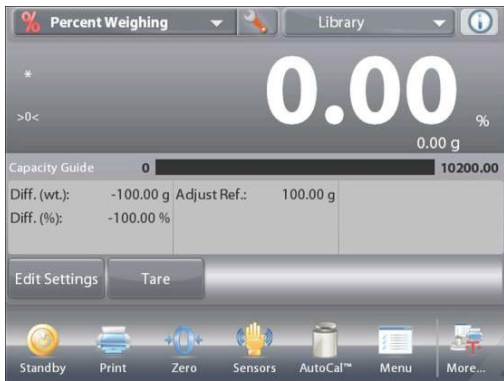 % Percent Weighing Library
*
0.00
>0< %
0.00 g
Capacity Guide 0 10200.00
Diff. (wt.): -100.00 g Adjust Ref.: 100.00 g
Diff. (%): -100.00 %
Edit Settings Tare
Standby Print Zero Sensors AutoCal™ Menu More...